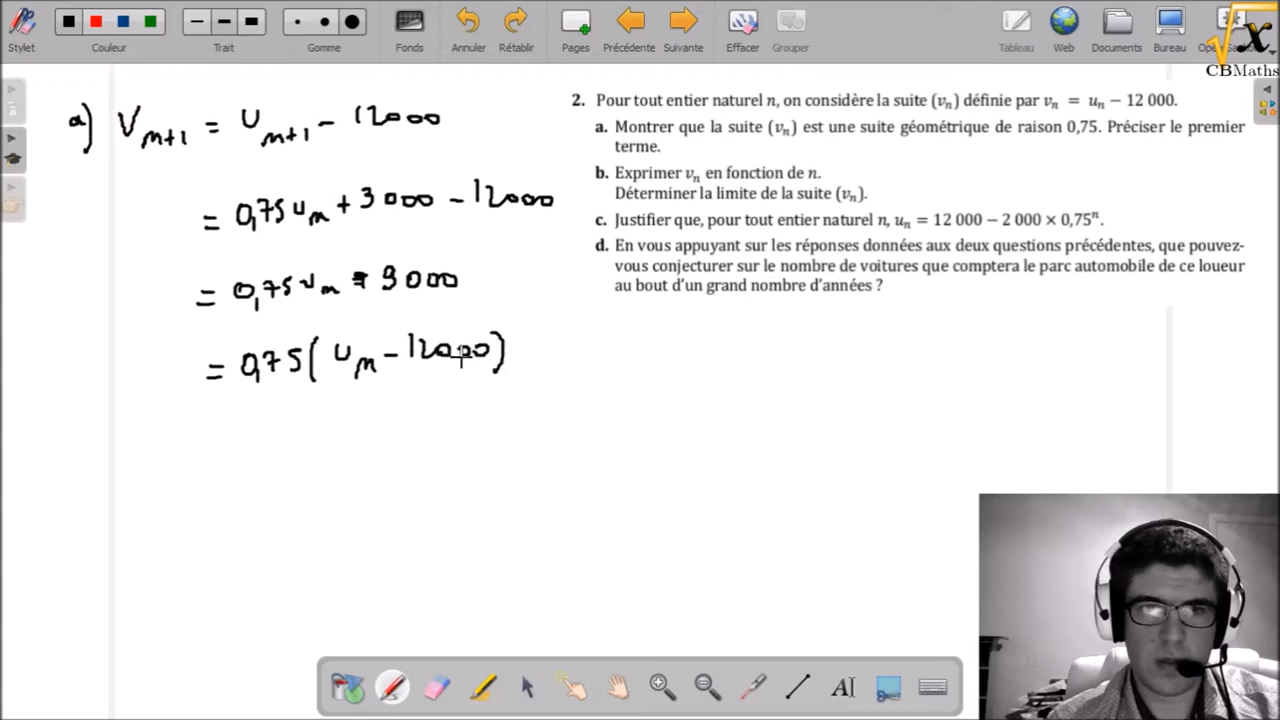 Stylet Couleur Trait Gomme Fonds Annuler Rétablir Pages Précédente Suivante Effacer Grouper Tableau Web Documents Bureau
√x
CBMaths
a) V_{n+1} = U_{n+1} - 12000
= 0,75 U_n + 3000 - 12000
= 0,75 U_n - 9000
= 0,75 ( U_n - 12000)
2. Pour tout entier naturel n, on considère la suite (v_n) définie par v_n = u_n − 12 000.
a. Montrer que la suite (v_n) est une suite géométrique de raison 0,75. Préciser le premier
terme.
b. Exprimer v_n en fonction de n.
Déterminer la limite de la suite (v_n).
c. Justifier que, pour tout entier naturel n, u_n = 12 000 − 2 000 × 0,75ⁿ.
d. En vous appuyant sur les réponses données aux deux questions précédentes, que pouvez-
vous conjecturer sur le nombre de voitures que comptera le parc automobile de ce loueur
au bout d'un grand nombre d'années ?
AI